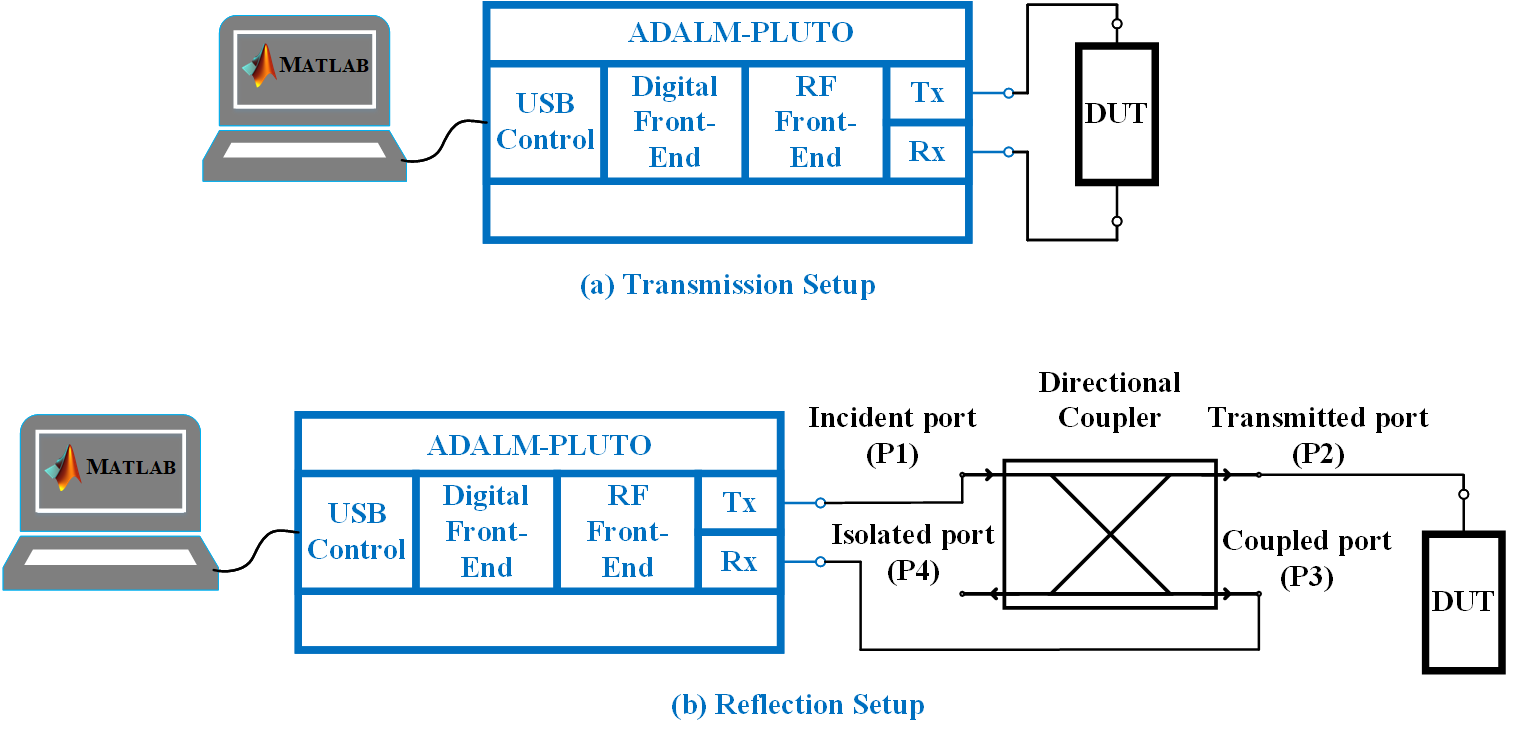 ADALM-PLUTO
MATLAB
USB
Control
Digital
Front-
End
RF
Front-
End
Tx
Rx
DUT
(a) Transmission Setup
Directional
Coupler
Incident port
(P1)
Transmitted port
(P2)
ADALM-PLUTO
MATLAB
USB
Control
Digital
Front-
End
RF
Front-
End
Tx
Rx
Isolated port
(P4)
Coupled port
(P3)
DUT
(b) Reflection Setup